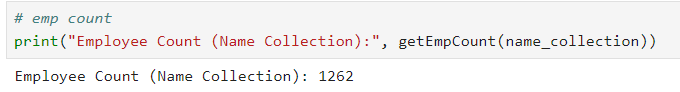 # emp count
print("Employee Count (Name Collection):", getEmpCount(name_collection))
Employee Count (Name Collection): 1262